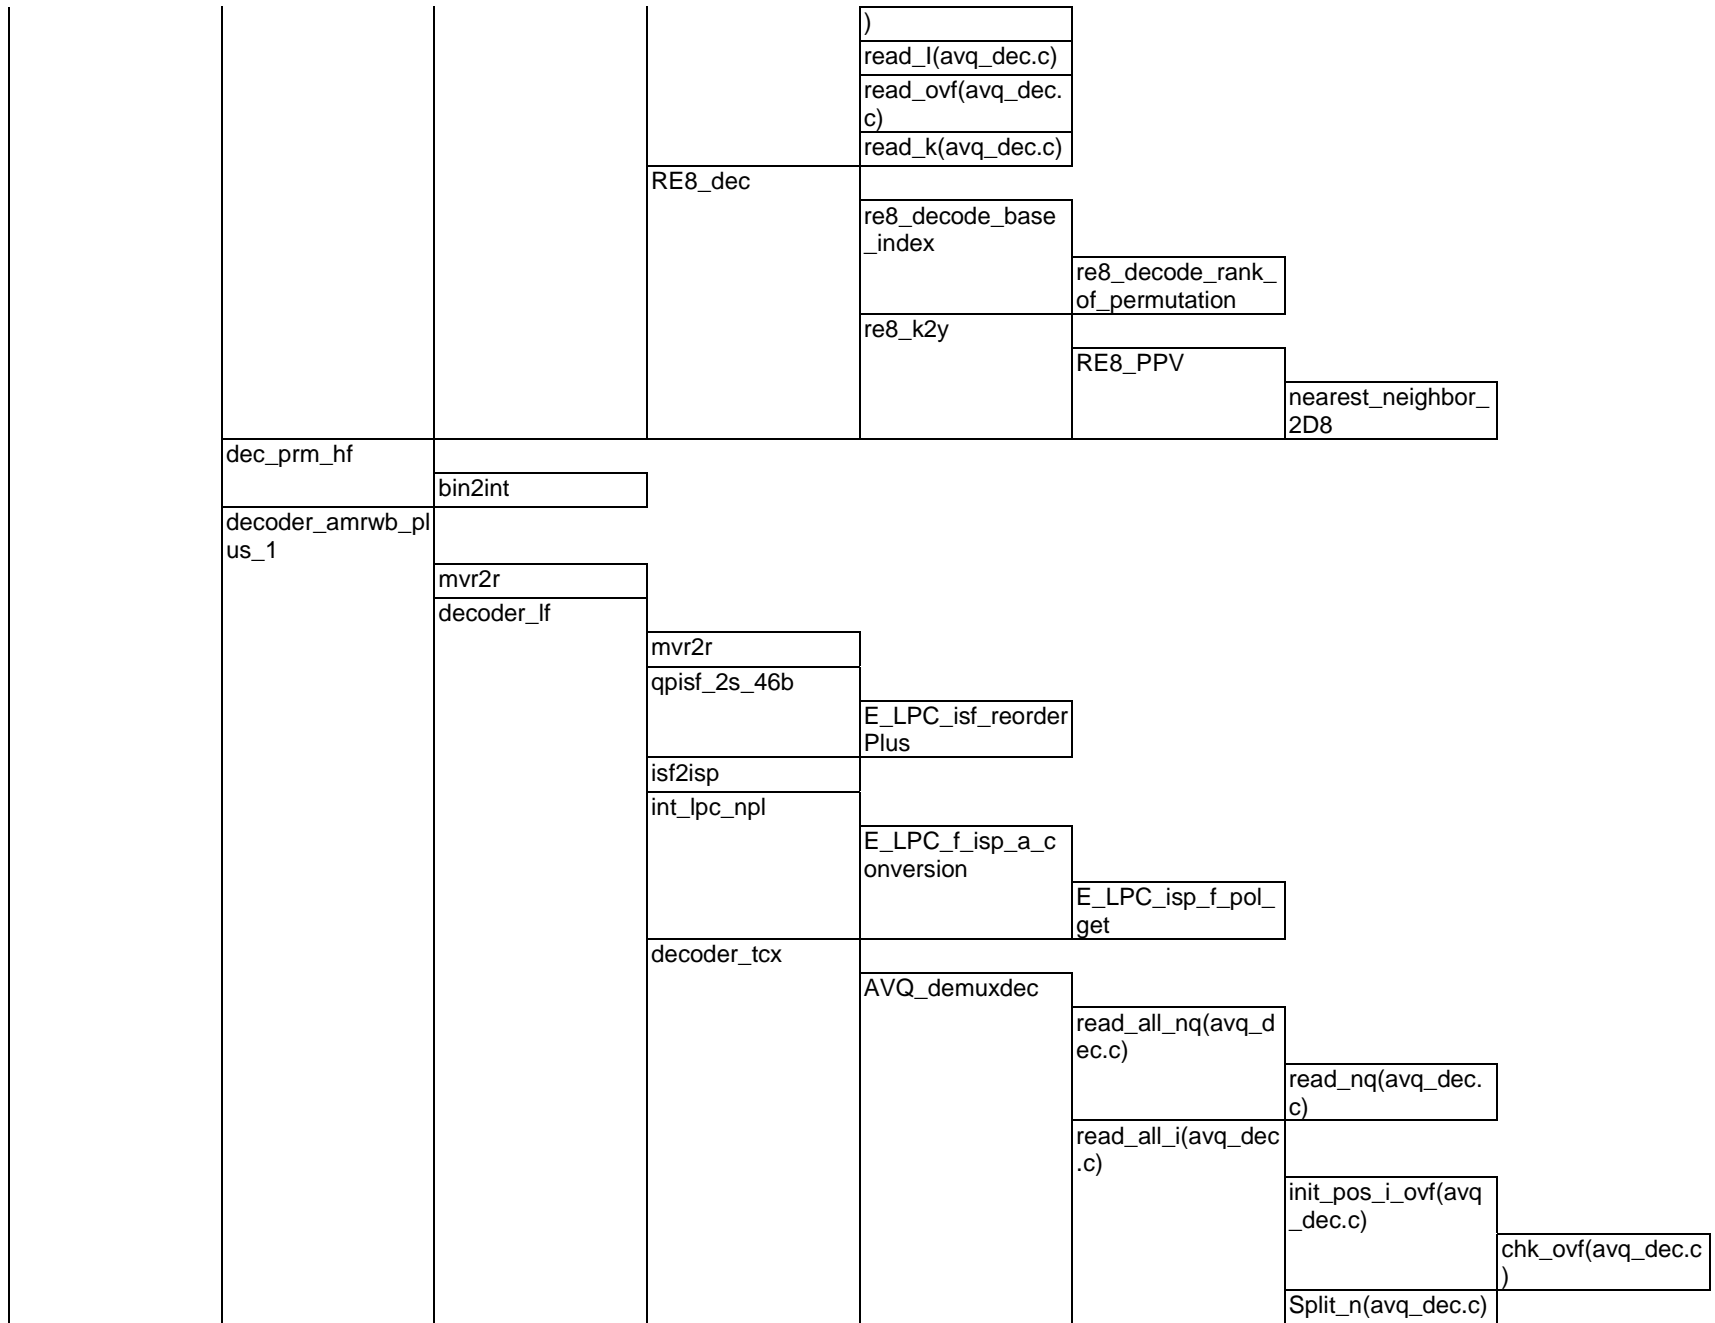 )
read_I(avq_dec.c)
read_ovf(avq_dec.
c)
read_k(avq_dec.c)
RE8_dec
re8_decode_base
_index
re8_decode_rank_
of_permutation
re8_k2y
RE8_PPV
nearest_neighbor_
2D8
dec_prm_hf
bin2int
decoder_amrwb_pl
us_1
mvr2r
decoder_lf
mvr2r
qpisf_2s_46b
E_LPC_isf_reorder
Plus
isf2isp
int_lpc_npl
E_LPC_f_isp_a_c
onversion
E_LPC_isp_f_pol_
get
decoder_tcx
AVQ_demuxdec
read_all_nq(avq_d
ec.c)
read_nq(avq_dec.
c)
read_all_i(avq_dec
.c)
init_pos_i_ovf(avq
_dec.c)
chk_ovf(avq_dec.c
)
Split_n(avq_dec.c)